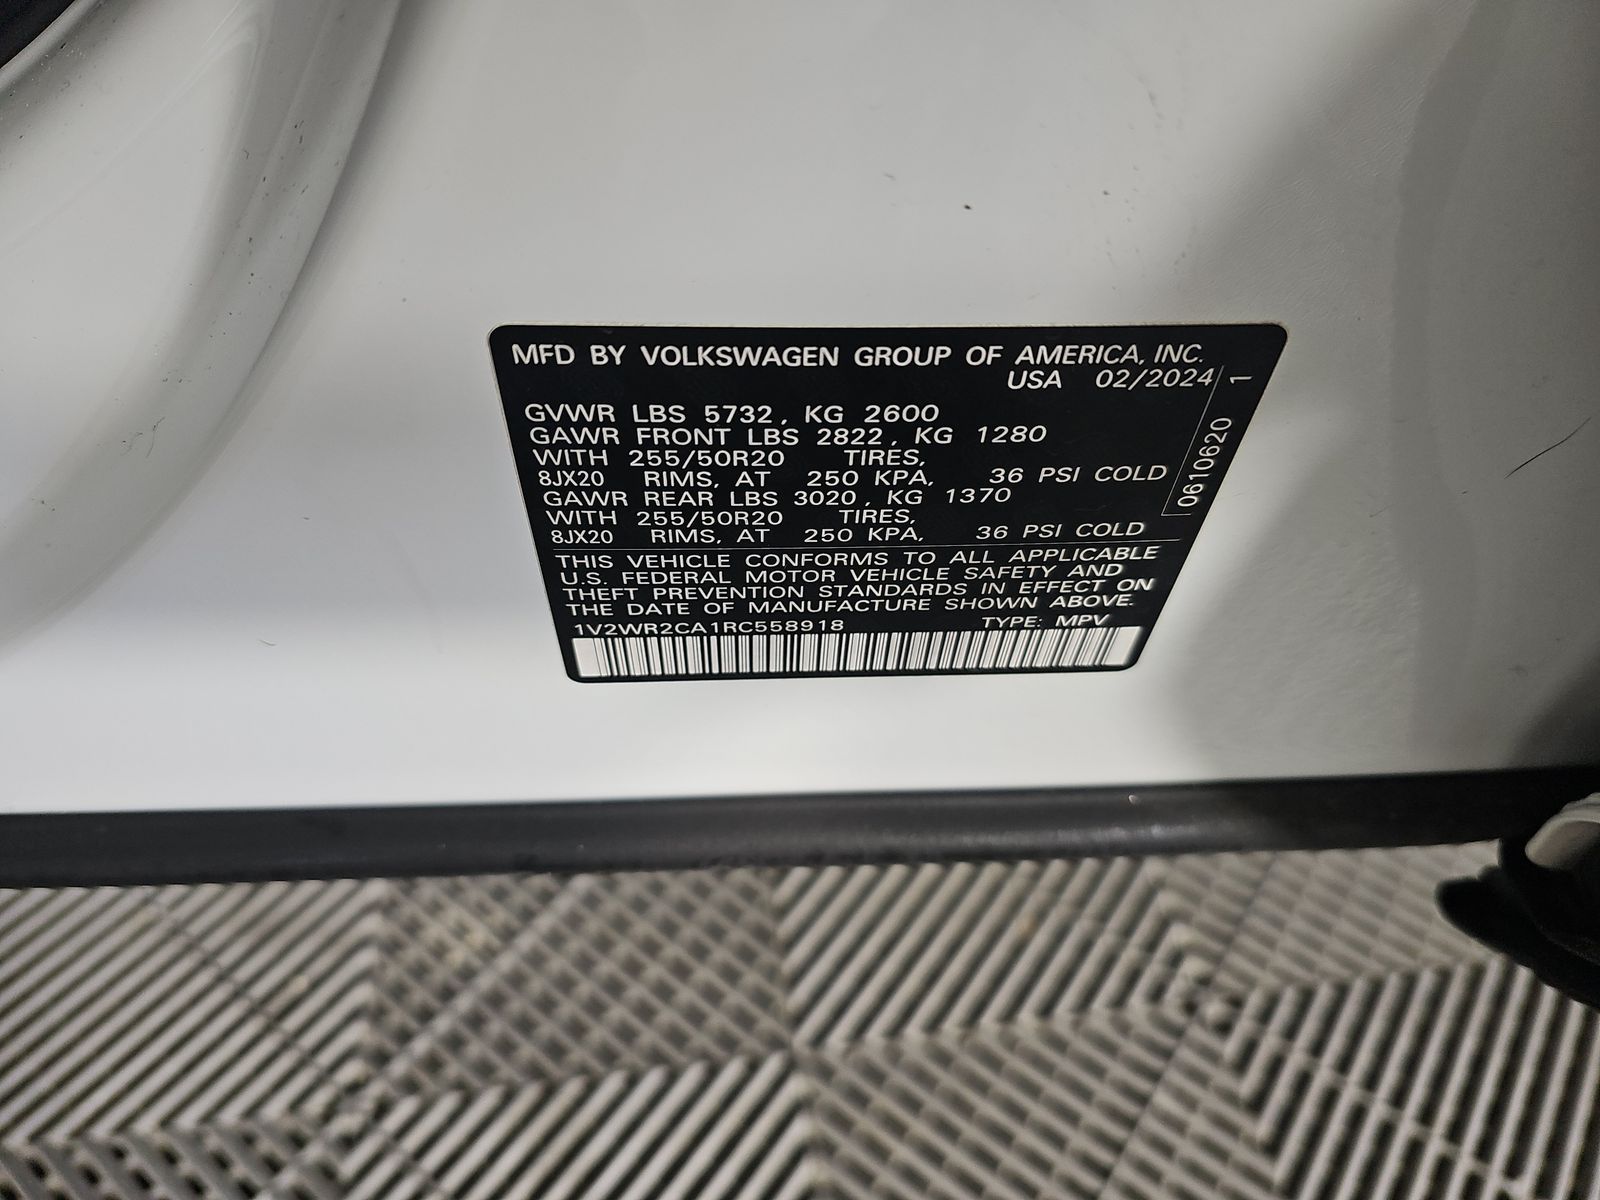 MFD BY VOLKSWAGEN GROUP OF AMERICA, INC.
USA 02/2024
1
0610620
GVWR LBS 5732, KG 2600
GAWR FRONT LBS 2822, KG 1280
WITH 255/50R20 TIRES,
8JX20 RIMS, AT 250 KPA, 36 PSI COLD
GAWR REAR LBS 3020, KG 1370
WITH 255/50R20 TIRES,
8JX20 RIMS, AT 250 KPA, 36 PSI COLD
THIS VEHICLE CONFORMS TO ALL APPLICABLE
U.S. FEDERAL MOTOR VEHICLE SAFETY AND
THEFT PREVENTION STANDARDS IN EFFECT ON
THE DATE OF MANUFACTURE SHOWN ABOVE.
1V2WR2CA1RC558918 TYPE: MPV